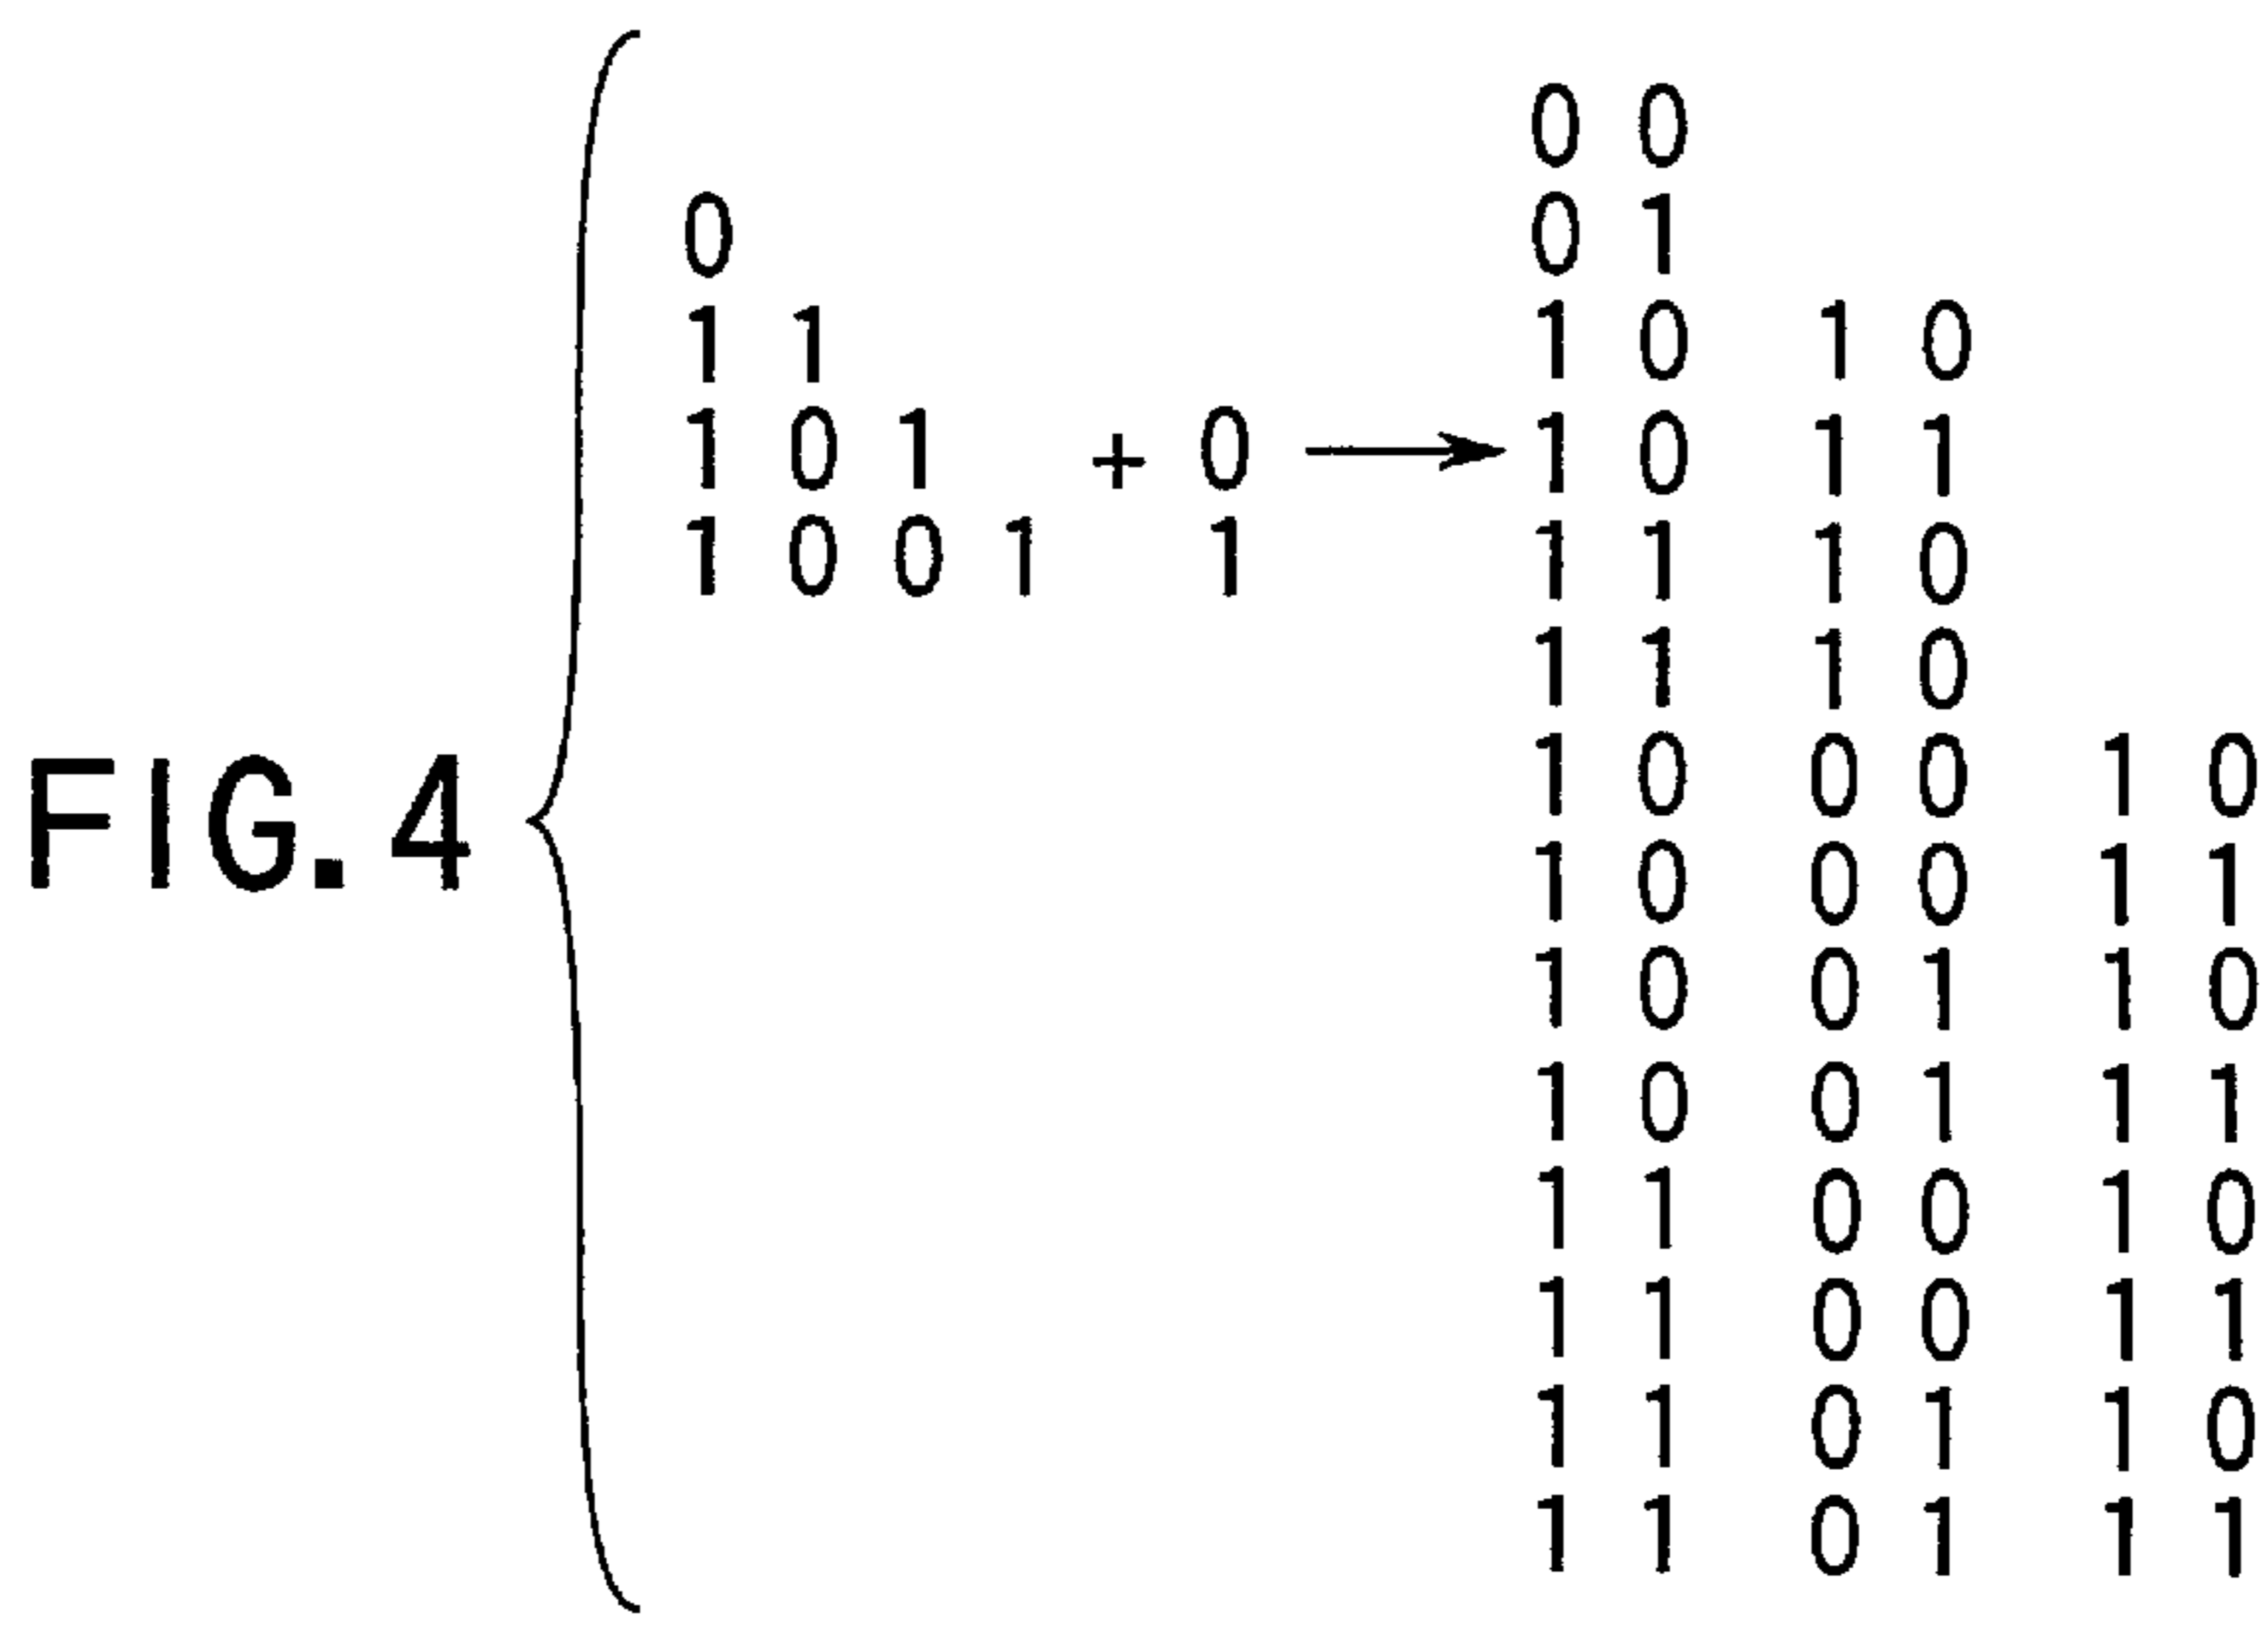 0 0
0 0 1
1 1 1 0 1 0
1 0 1 + 0 → 1 0 1 1
1 0 0 1 1 1 1 1 0
1 1 1 0
FIG. 4 1 0 0 0 1 0
1 0 0 0 1 1
1 0 0 1 1 0
1 0 0 1 1 1
1 1 0 0 1 0
1 1 0 0 1 1
1 1 0 1 1 0
1 1 0 1 1 1